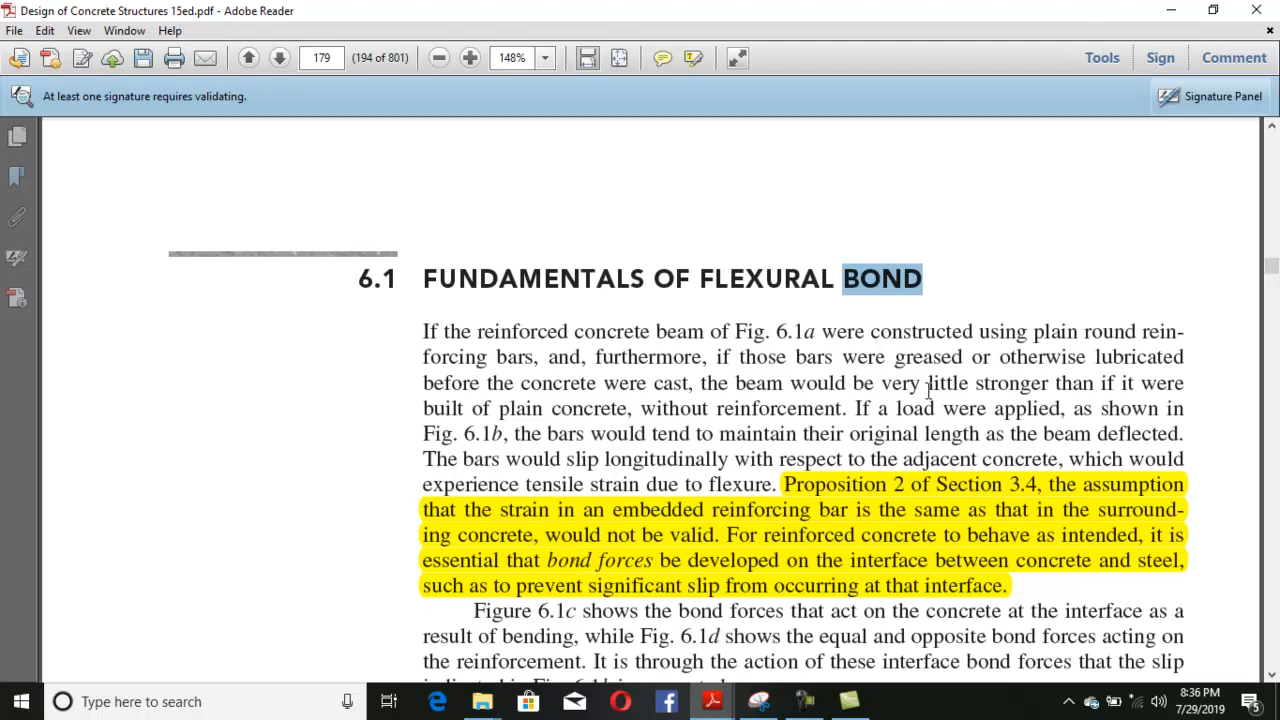 Design of Concrete Structures 15ed.pdf - Adobe Reader
File Edit View Window Help
179 (194 of 801) 148% Tools Sign Comment
At least one signature requires validating. Signature Panel
6.1 FUNDAMENTALS OF FLEXURAL BOND
If the reinforced concrete beam of Fig. 6.1a were constructed using plain round rein-
forcing bars, and, furthermore, if those bars were greased or otherwise lubricated
before the concrete were cast, the beam would be very little stronger than if it were
built of plain concrete, without reinforcement. If a load were applied, as shown in
Fig. 6.1b, the bars would tend to maintain their original length as the beam deflected.
The bars would slip longitudinally with respect to the adjacent concrete, which would
experience tensile strain due to flexure. Proposition 2 of Section 3.4, the assumption
that the strain in an embedded reinforcing bar is the same as that in the surround-
ing concrete, would not be valid. For reinforced concrete to behave as intended, it is
essential that bond forces be developed on the interface between concrete and steel,
such as to prevent significant slip from occurring at that interface.
Figure 6.1c shows the bond forces that act on the concrete at the interface as a
result of bending, while Fig. 6.1d shows the equal and opposite bond forces acting on
the reinforcement. It is through the action of these interface bond forces that the slip
Type here to search
8:36 PM
7/29/2019
5